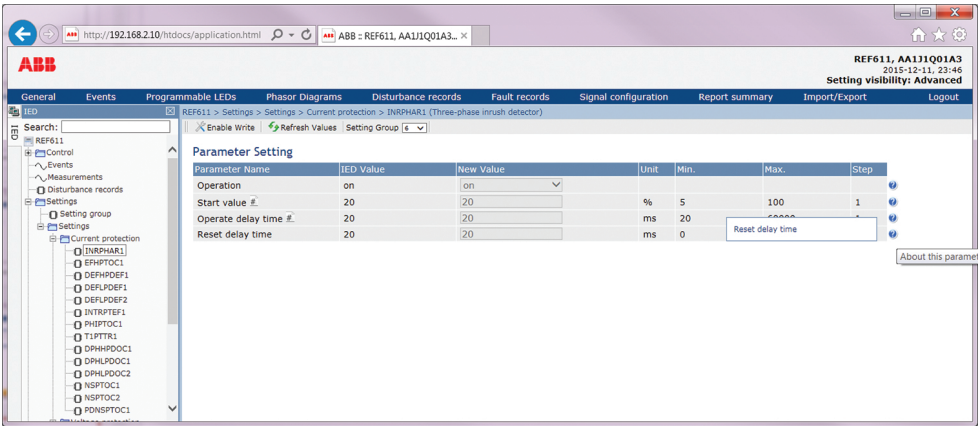 http://192.168.2.10/htdocs/application.html
ABB :: REF611, AA1J1Q01A3...
ABB
REF611, AA1J1Q01A3
2015-12-11, 23:46
Setting visibility: Advanced
General Events Programmable LEDs Phasor Diagrams Disturbance records Fault records Signal configuration Report summary Import/Export Logout
IED
IED
REF611 > Settings > Settings > Current protection > INRPHAR1 (Three-phase inrush detector)
Search:
Enable Write Refresh Values Setting Group 6
REF611
Control
Events
Measurements
Disturbance records
Settings
Setting group
Settings
Current protection
INRPHAR1
EFHPTOC1
DEFHPDEF1
DEFLPDEF1
DEFLPDEF2
INTRPTEF1
PHIPTOC1
T1PTTR1
DPHHPDOC1
DPHLPDOC1
DPHLPDOC2
NSPTOC1
NSPTOC2
PDNSPTOC1
Parameter Setting
Parameter Name IED Value New Value Unit Min. Max. Step
Operation on on
Start value # 20 20 % 5 100 1
Operate delay time # 20 20 ms 20
Reset delay time 20 20 ms 0
Reset delay time
About this paramet